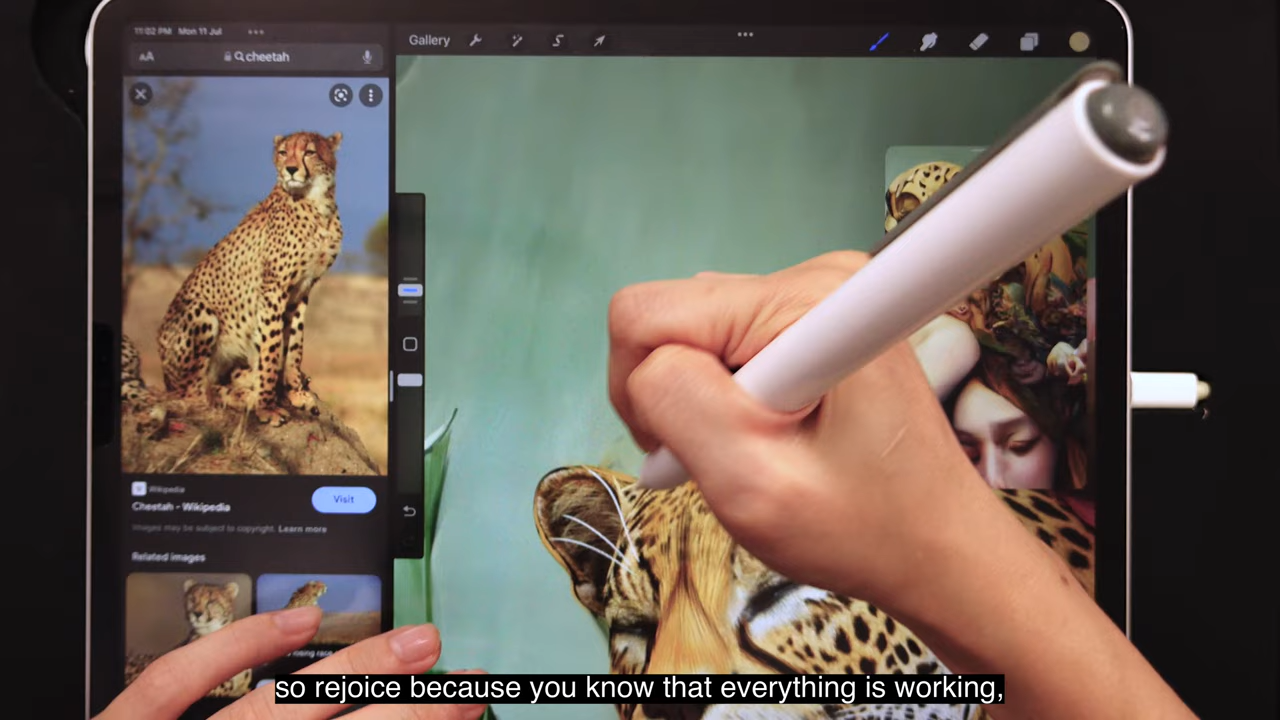 11:02 PM Mon 11 Jul
AA
cheetah
Gallery
Wikipedia
Cheetah - Wikipedia
Visit
Images may be subject to copyright. Learn more
Related images
so rejoice because you know that everything is working,